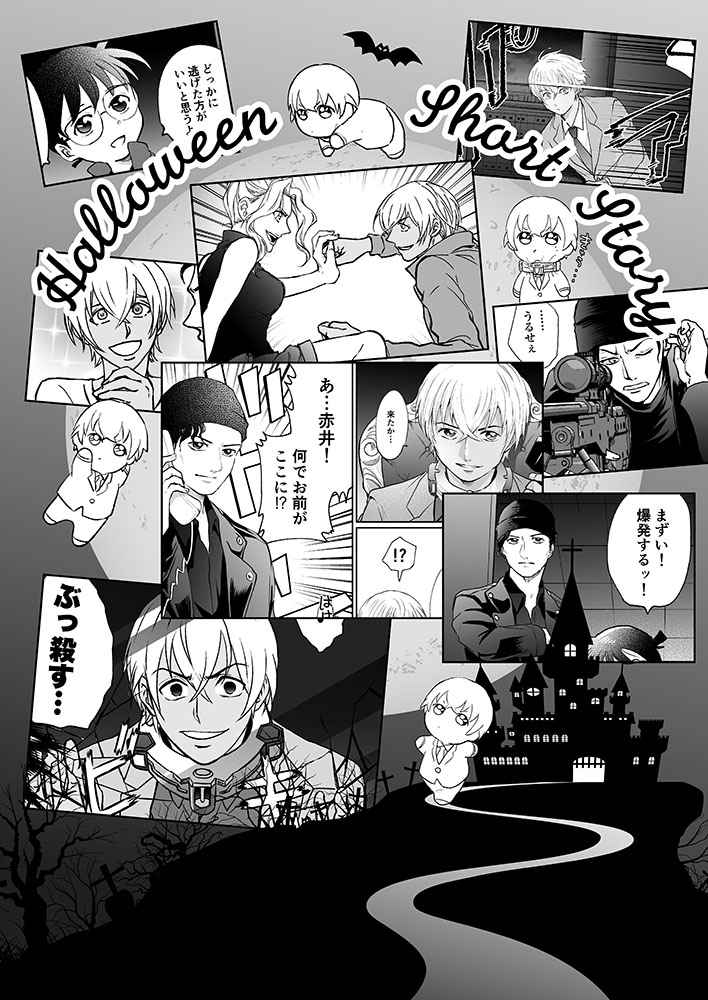 Halloween
Short Story
どっかに
逃げた方が
いいと思うよ
……
うるせぇ
あ…赤井！
何でお前が
ここに!?
来たか…
!?
まずい！
爆発するッ！
ぶっ殺す…